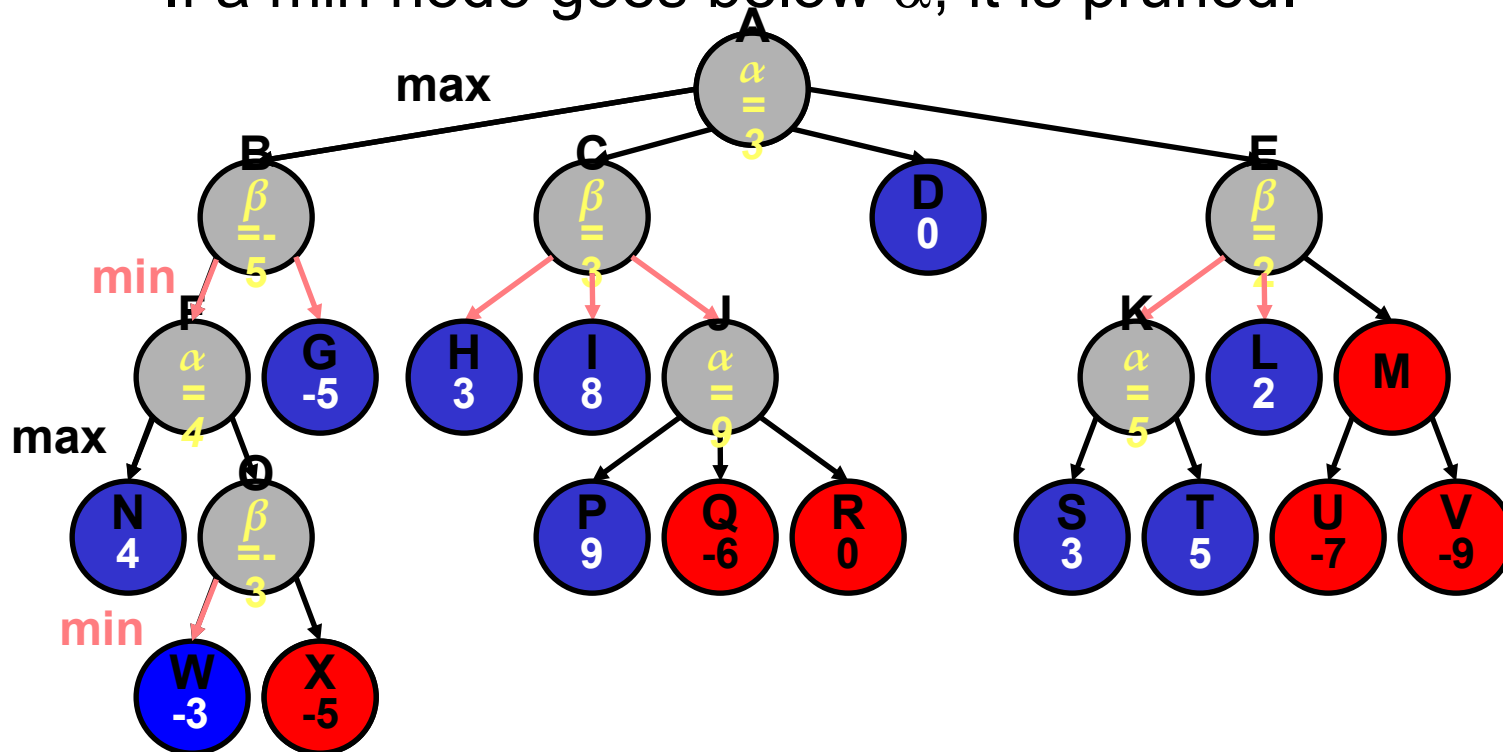 If a min node goes below α, it is pruned.
A
α
=
3
max
B
β
=-
5
C
β
=
3
D
0
E
β
=
2
min
F
α
=
4
G
-5
H
3
I
8
J
α
=
9
K
α
=
5
L
2
M
max
N
4
O
β
=-
3
P
9
Q
-6
R
0
S
3
T
5
U
-7
V
-9
min
W
-3
X
-5